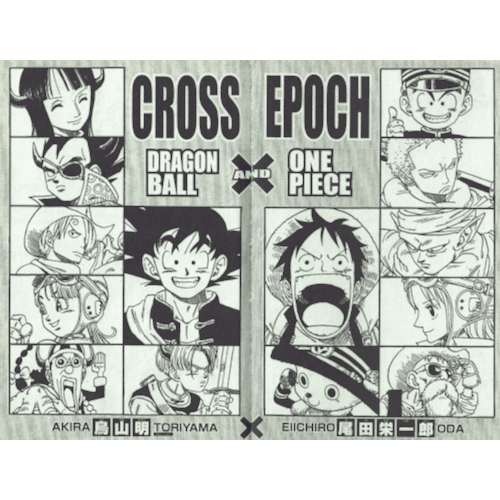 CROSS EPOCH
DRAGON BALL AND ONE PIECE
AKIRA 鳥山明 TORIYAMA X EIICHIRO 尾田栄一郎 ODA